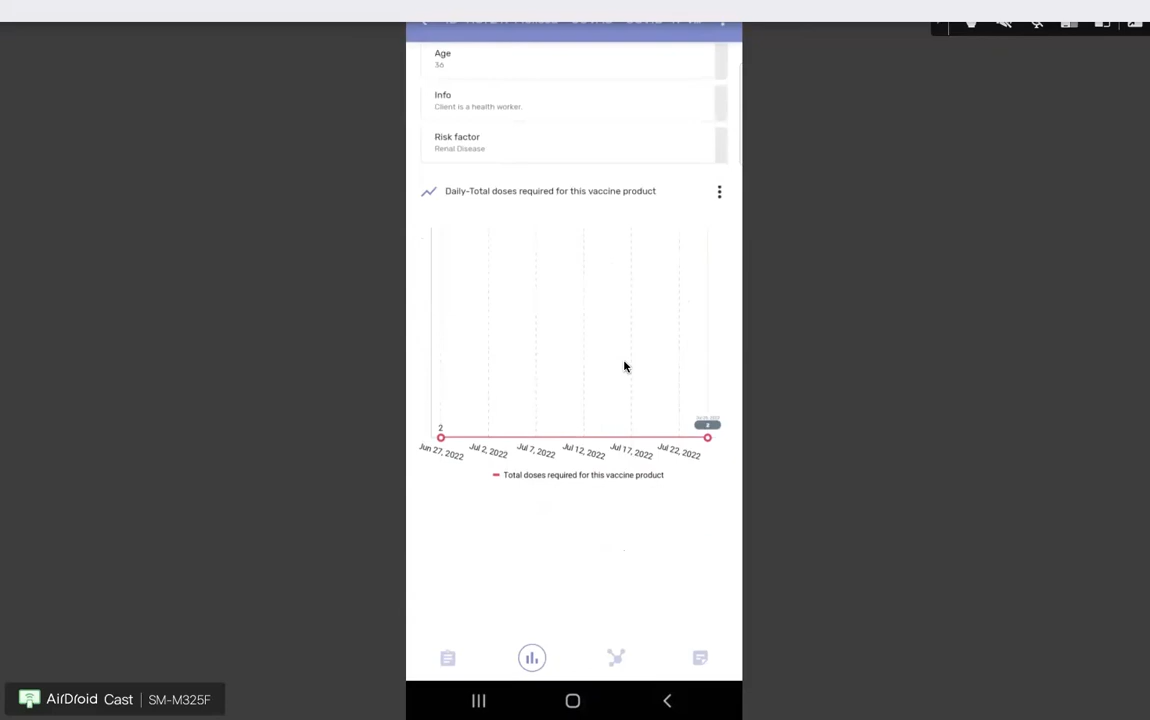 Age
36
Info
Client is a health worker.
Risk factor
Renal Disease
Daily-Total doses required for this vaccine product
2
Jun 27, 2022
Jul 2, 2022
Jul 7, 2022
Jul 12, 2022
Jul 17, 2022
Jul 22, 2022
Total doses required for this vaccine product
AirDroid Cast | SM-M325F